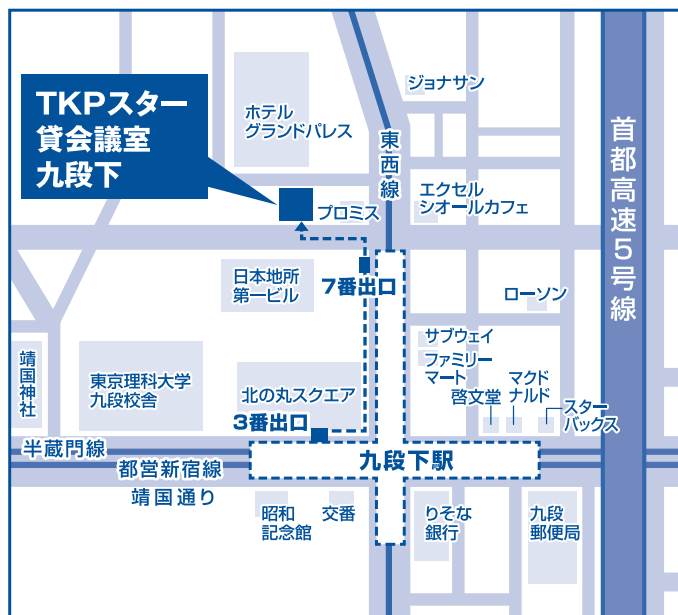 TKPスター
貸会議室
九段下
ホテル
グランドパレス
ジョナサン
東西線
首都高速5号線
プロミス
エクセル
シオールカフェ
日本地所
第一ビル
7番出口
ローソン
サブウェイ
ファミリー
マート
靖国神社
東京理科大学
九段校舎
北の丸スクエア
啓文堂
マクド
ナルド
スター
バックス
3番出口
半蔵門線
都営新宿線
九段下駅
靖国通り
昭和
記念館
交番
りそな
銀行
九段
郵便局